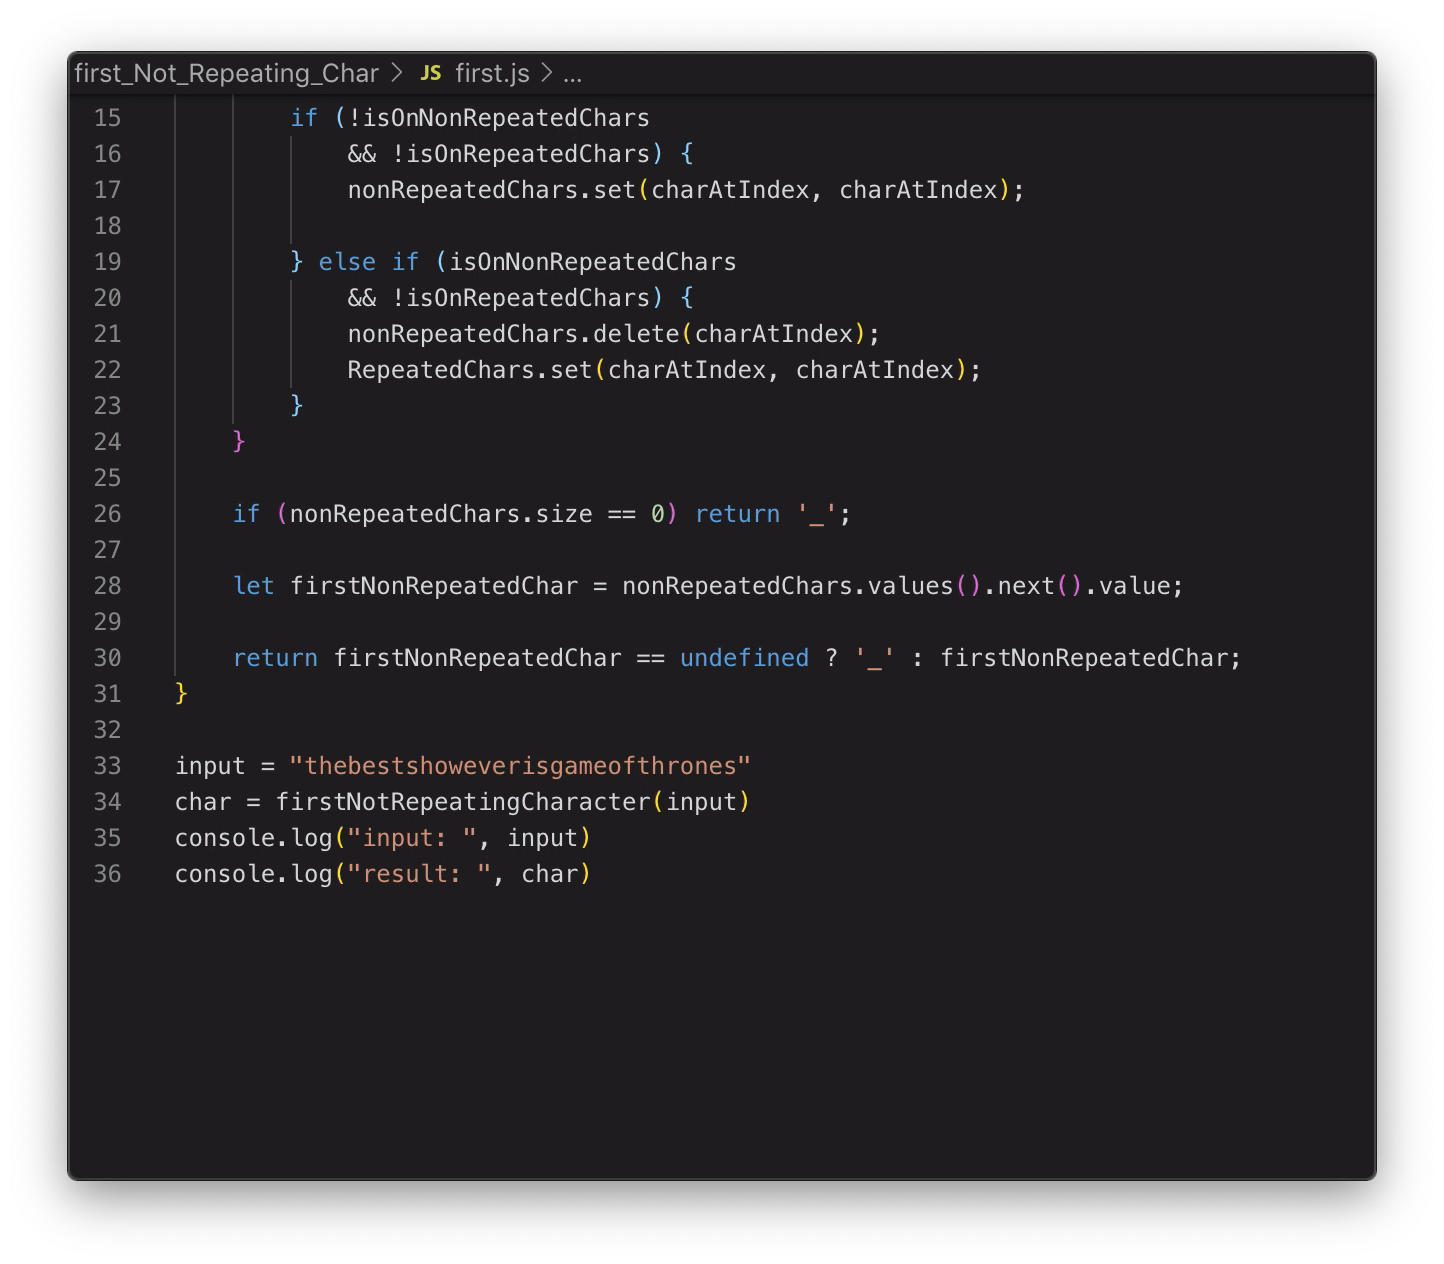 first_Not_Repeating_Char > JS first.js > ...
15 if (!isOnNonRepeatedChars
16 && !isOnRepeatedChars) {
17 nonRepeatedChars.set(charAtIndex, charAtIndex);
18
19 } else if (isOnNonRepeatedChars
20 && !isOnRepeatedChars) {
21 nonRepeatedChars.delete(charAtIndex);
22 RepeatedChars.set(charAtIndex, charAtIndex);
23 }
24 }
25
26 if (nonRepeatedChars.size == 0) return '_';
27
28 let firstNonRepeatedChar = nonRepeatedChars.values().next().value;
29
30 return firstNonRepeatedChar == undefined ? '_' : firstNonRepeatedChar;
31 }
32
33 input = "thebestshoweverisgameofthrones"
34 char = firstNotRepeatingCharacter(input)
35 console.log("input: ", input)
36 console.log("result: ", char)